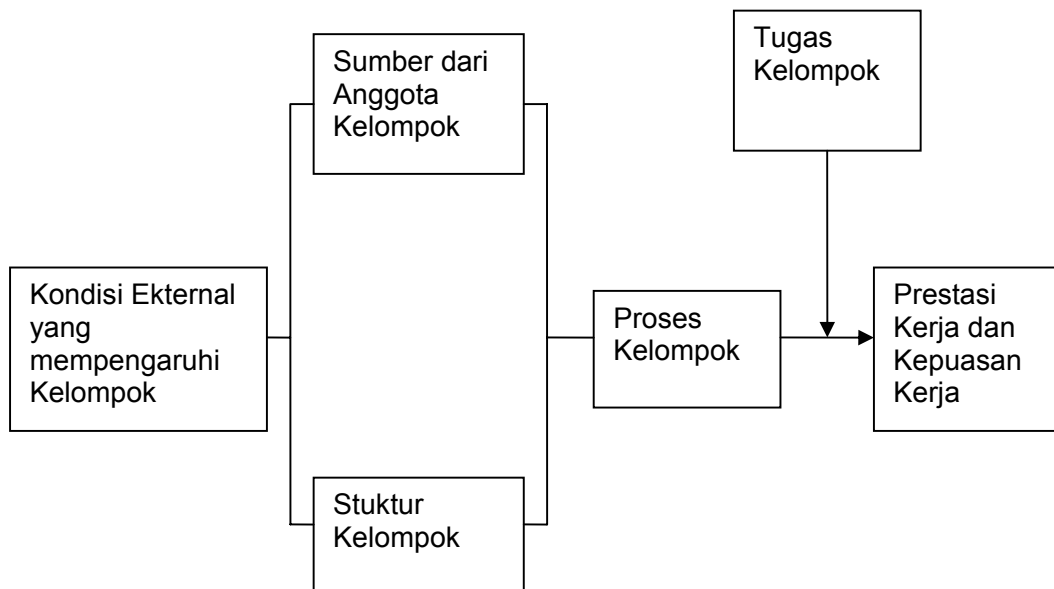 Sumber dari
Anggota
Kelompok
Tugas
Kelompok
Kondisi Ekternal
yang
mempengaruhi
Kelompok
Proses
Kelompok
Prestasi
Kerja dan
Kepuasan
Kerja
Stuktur
Kelompok